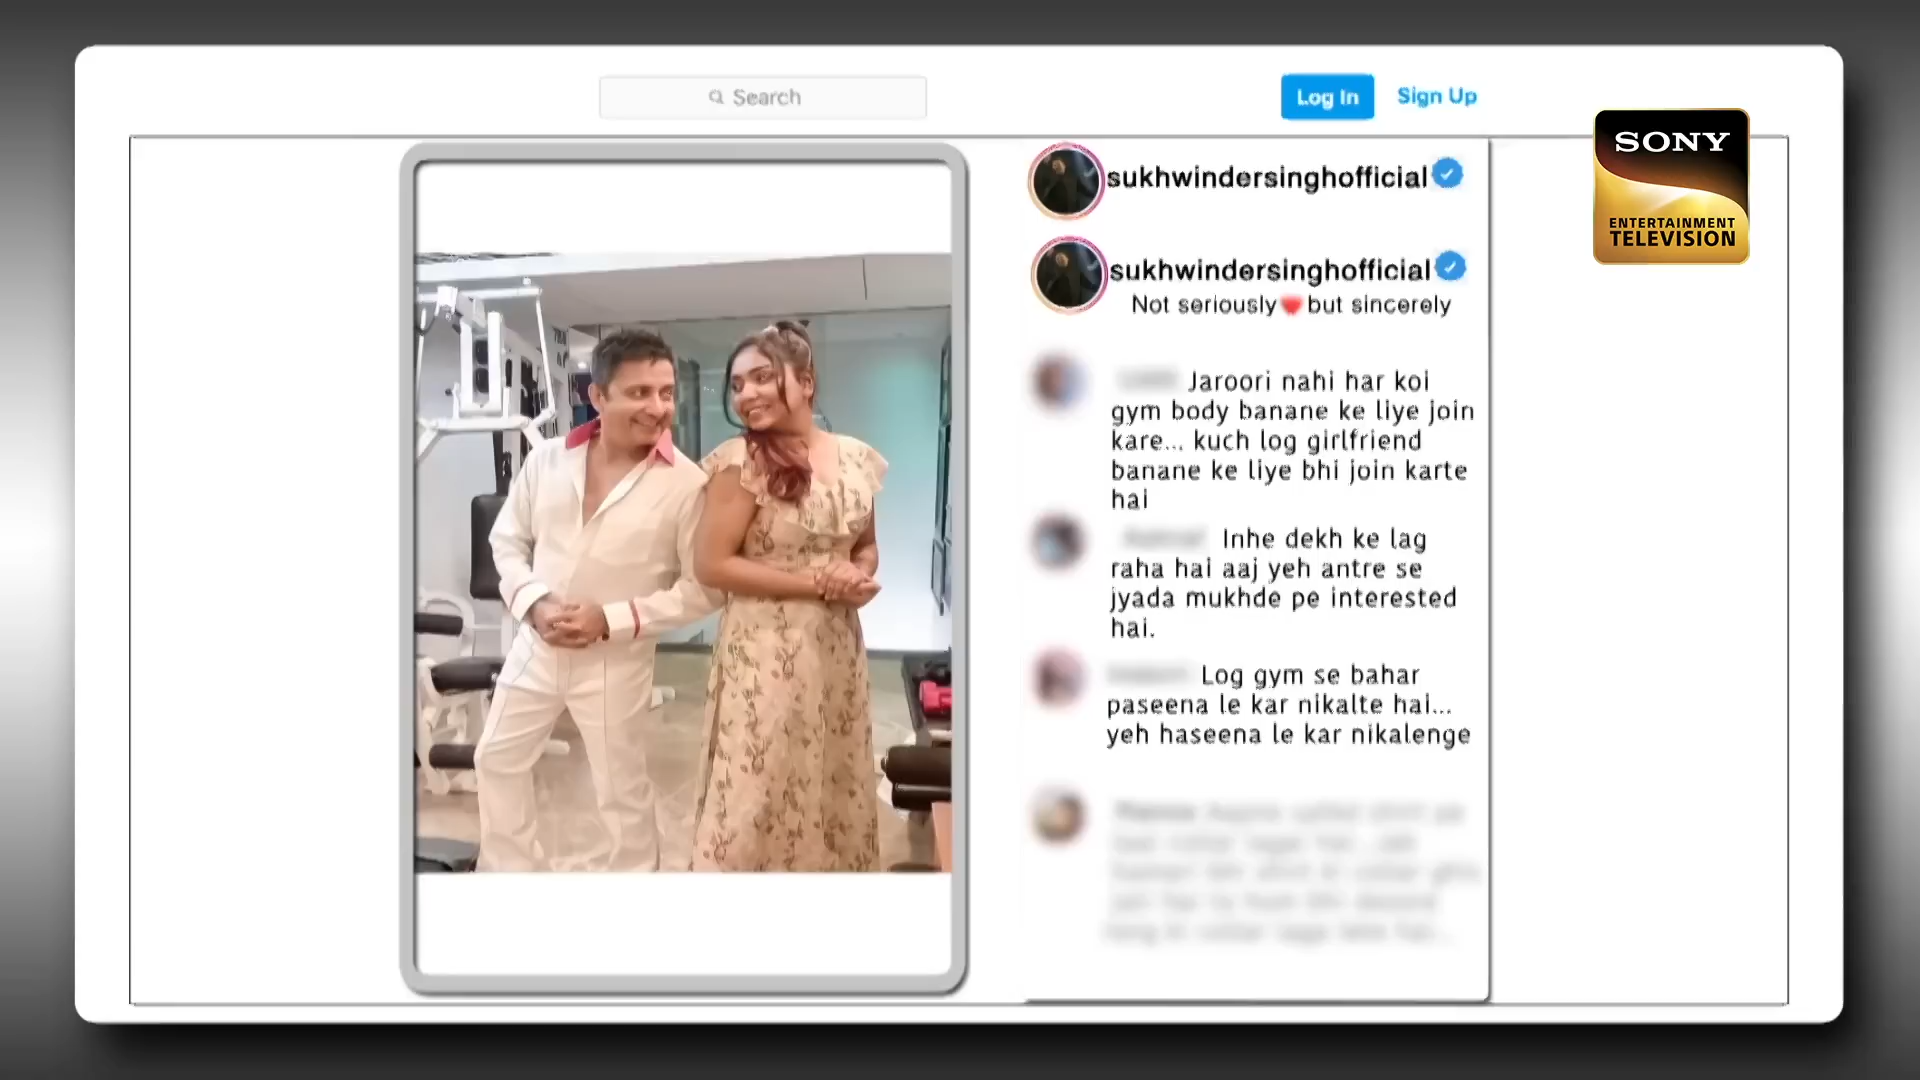 Search
Log In
Sign Up
SONY
ENTERTAINMENT
TELEVISION
sukhwindersinghofficial
sukhwindersinghofficial
Not seriously❤but sincerely
Jaroori nahi har koi
gym body banane ke liye join
kare... kuch log girlfriend
banane ke liye bhi join karte
hai
Inhe dekh ke lag
raha hai aaj yeh antre se
jyada mukhde pe interested
hai.
Log gym se bahar
paseena le kar nikalte hai...
yeh haseena le kar nikalenge